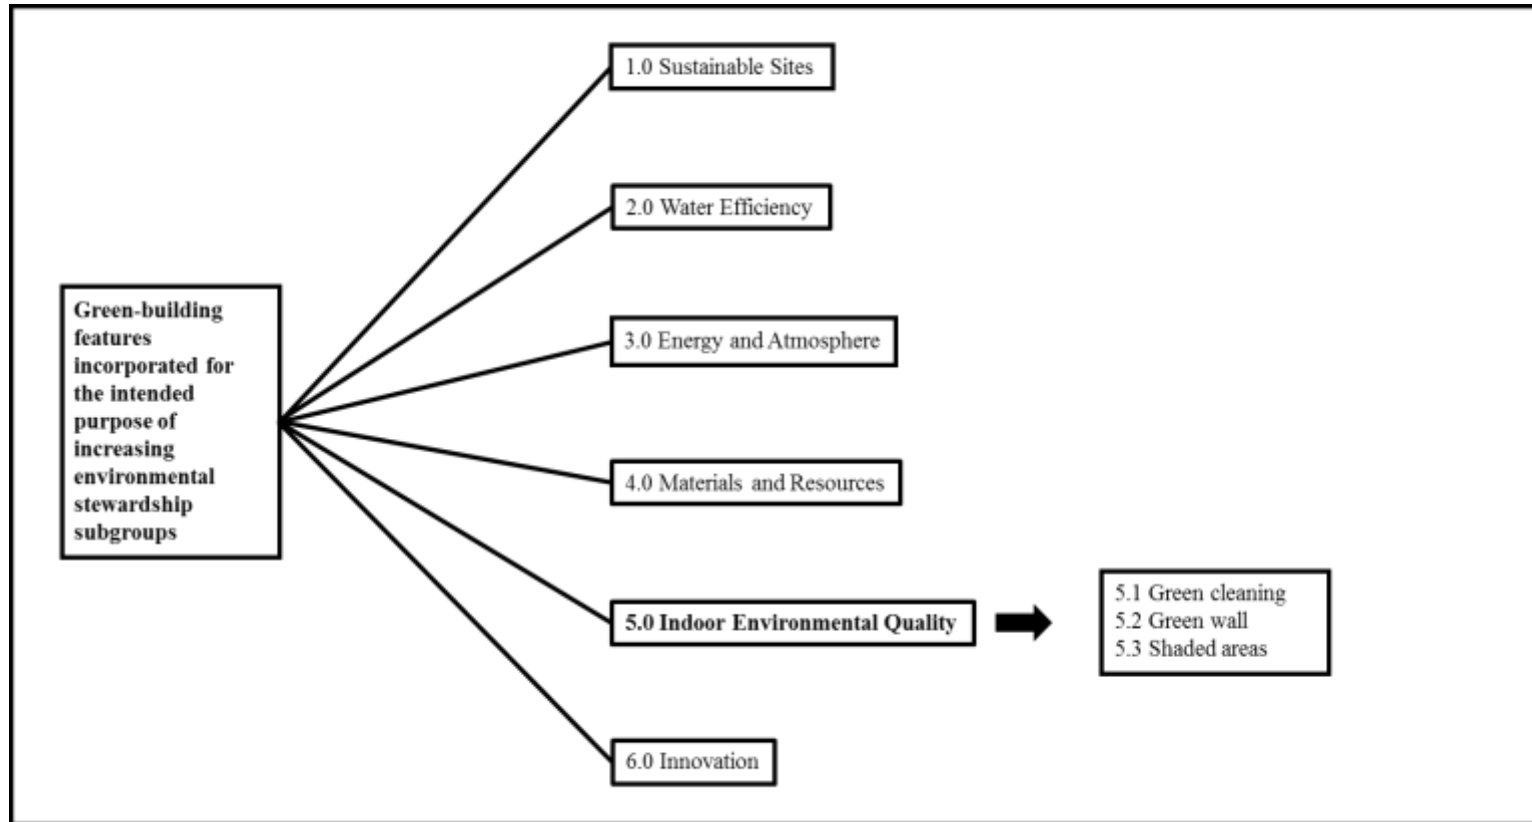 Green-building
features
incorporated for
the intended
purpose of
increasing
environmental
stewardship
subgroups
1.0 Sustainable Sites
2.0 Water Efficiency
3.0 Energy and Atmosphere
4.0 Materials and Resources
5.0 Indoor Environmental Quality
5.1 Green cleaning
5.2 Green wall
5.3 Shaded areas
6.0 Innovation